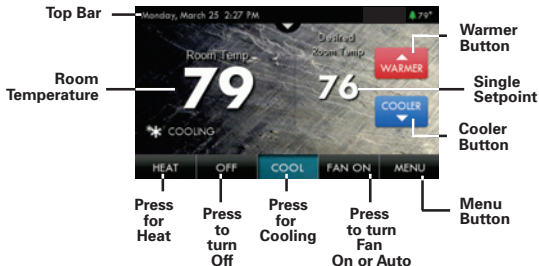 Top Bar
Monday, March 25 2:27 PM
79°
Warmer
Button
Desired
Room Temp
Room Temp
WARMER
Room
Temperature
79
76
Single
Setpoint
COOLER
COOLING
Cooler
Button
HEAT OFF COOL FAN ON MENU
Press
for
Heat
Press
to
turn
Off
Press
for
Cooling
Press
to turn
Fan
On or Auto
Menu
Button